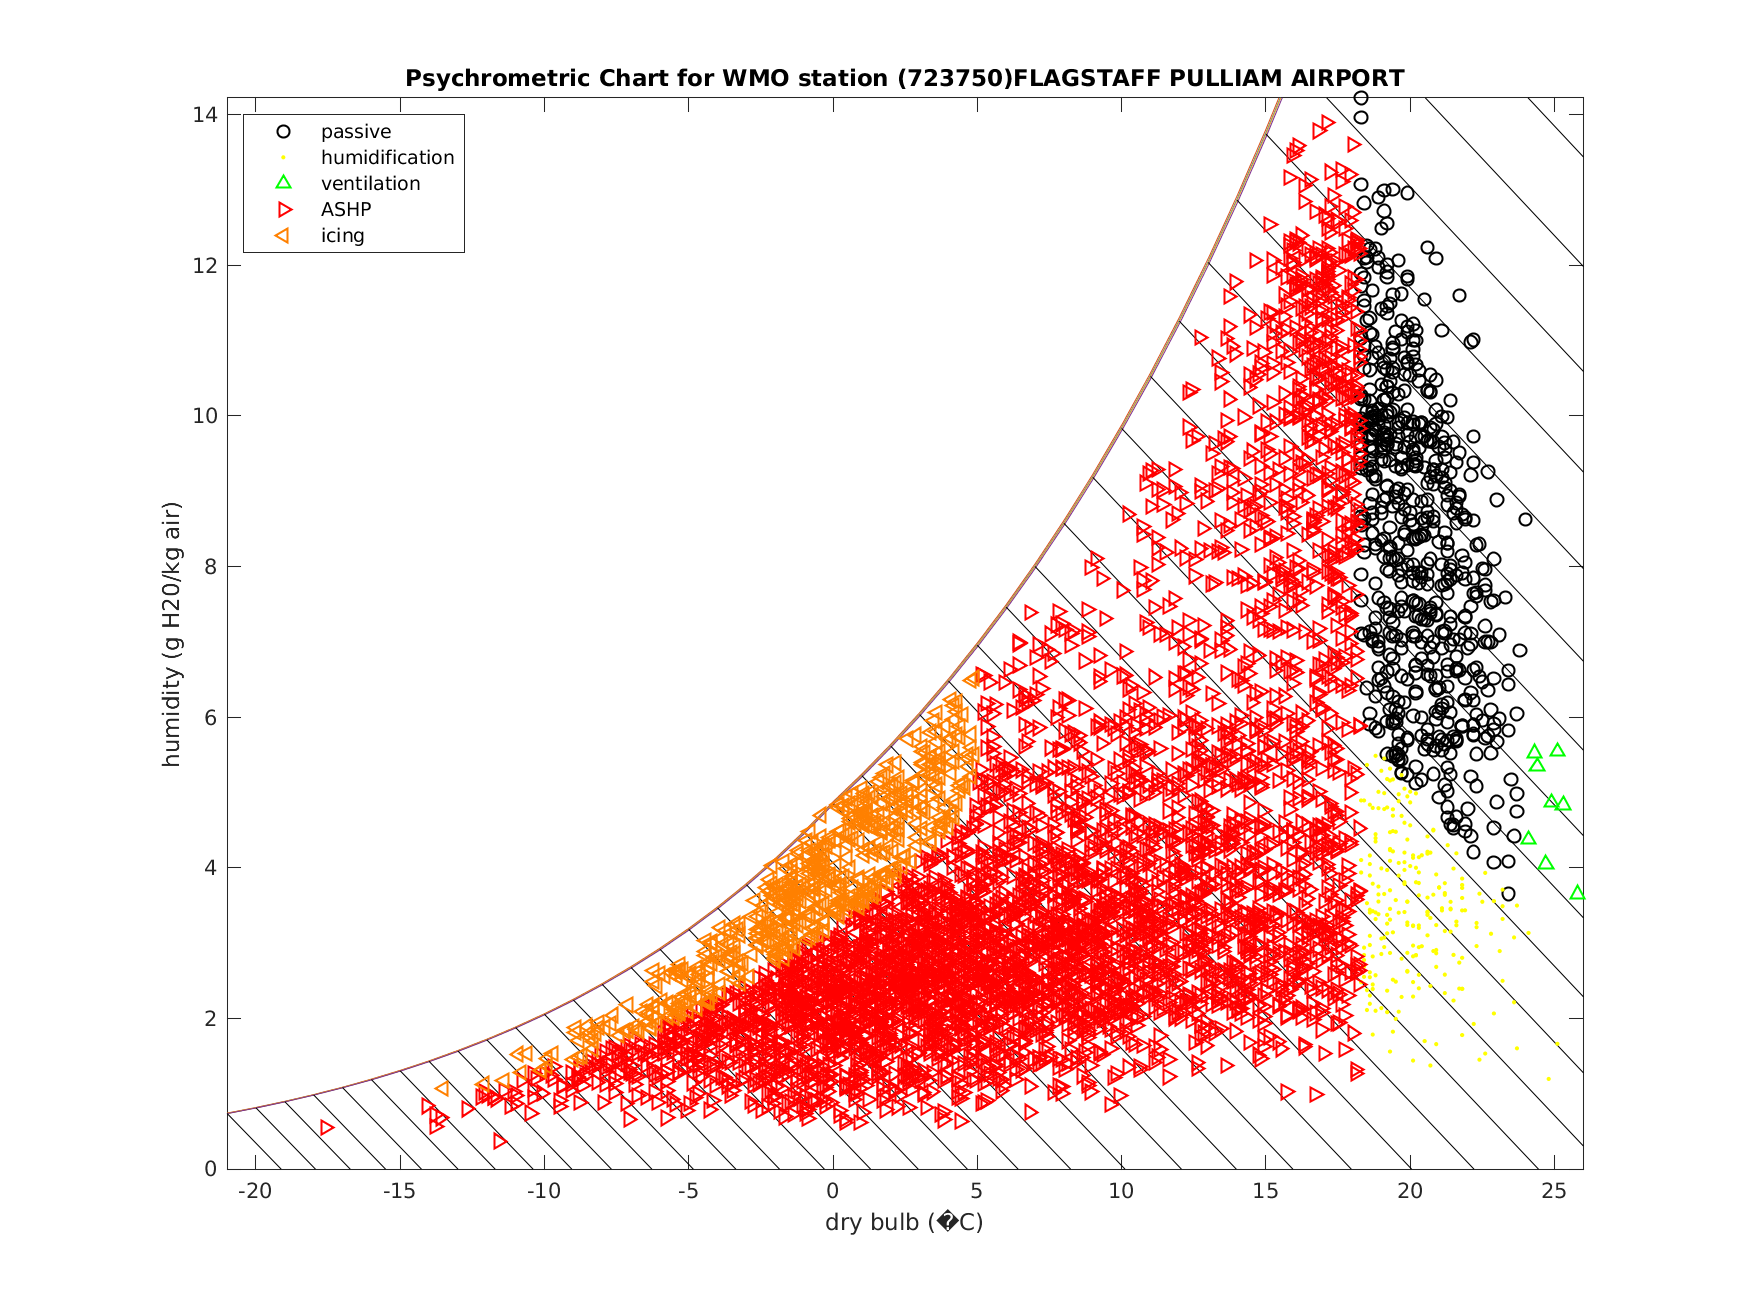 Psychrometric Chart for WMO station (723750)FLAGSTAFF PULLIAM AIRPORT
passive
humidification
ventilation
ASHP
icing
14
12
10
8
6
4
2
0
humidity (g H20/kg air)
-20 -15 -10 -5 0 5 10 15 20 25
dry bulb (�C)